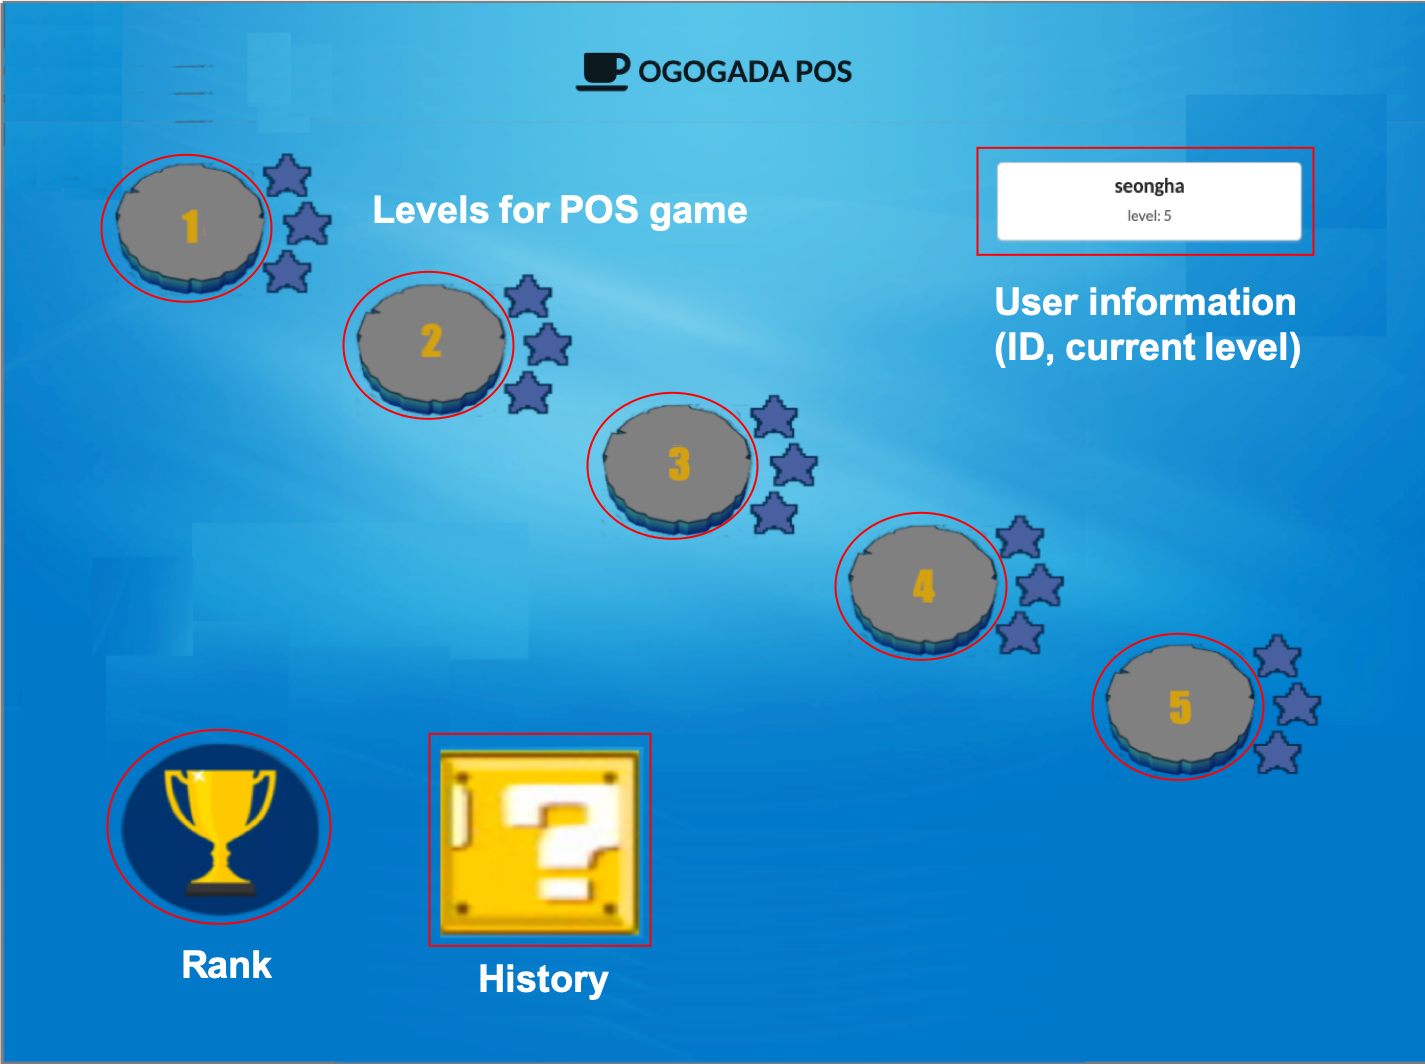 OGOGADA POS
1
Levels for POS game
seongha
level: 5
User information
(ID, current level)
2
3
4
5
?
Rank
History